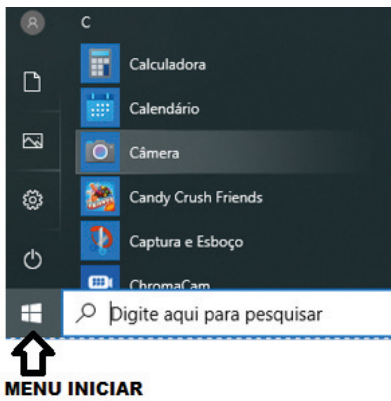 C
Calculadora
Calendário
Câmera
Candy Crush Friends
Captura e Esboço
ChromaCam
Digite aqui para pesquisar
MENU INICIAR